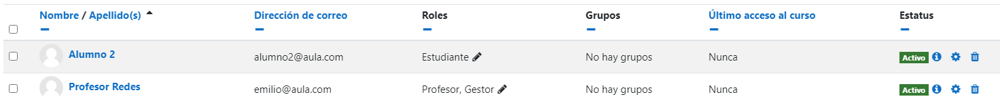 Nombre / Apellido(s) Dirección de correo Roles Grupos Último acceso al curso Estatus
Alumno 2 alumno2@aula.com Estudiante No hay grupos Nunca Activo
Profesor Redes emilio@aula.com Profesor, Gestor No hay grupos Nunca Activo